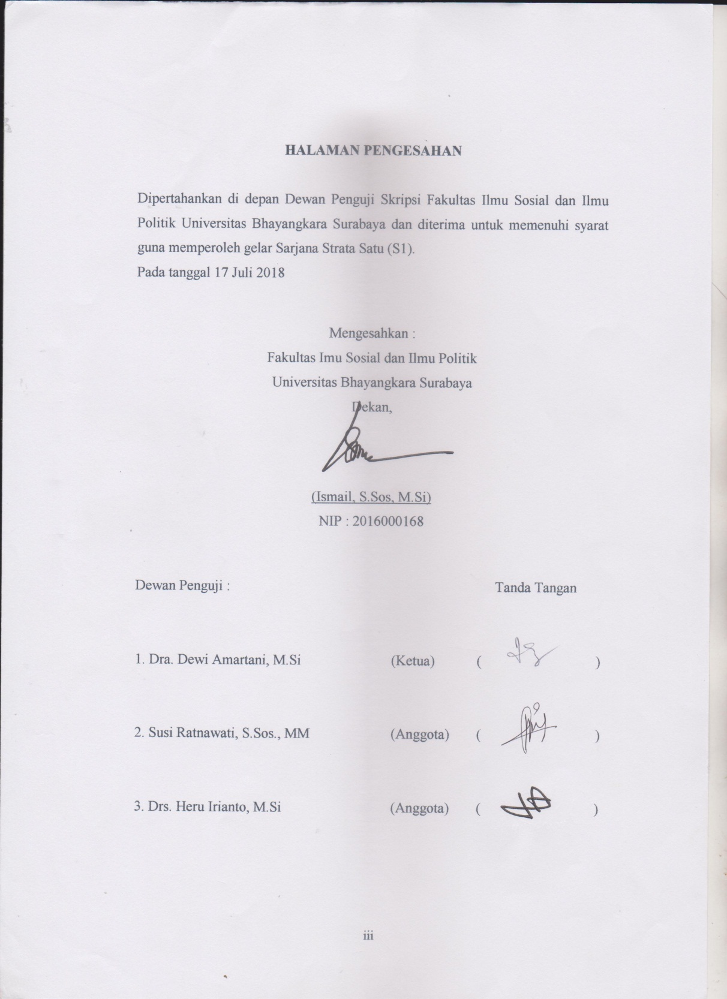 HALAMAN PENGESAHAN
Dipertahankan di depan Dewan Penguji Skripsi Fakultas Ilmu Sosial dan Ilmu
Politik Universitas Bhayangkara Surabaya dan diterima untuk memenuhi syarat
guna memperoleh gelar Sarjana Strata Satu (S1).
Pada tanggal 17 Juli 2018
Mengesahkan :
Fakultas Imu Sosial dan Ilmu Politik
Universitas Bhayangkara Surabaya
Dekan,
(Ismail, S.Sos, M.Si)
NIP : 2016000168
Dewan Penguji : Tanda Tangan
1. Dra. Dewi Amartani, M.Si (Ketua) ( )
2. Susi Ratnawati, S.Sos., MM (Anggota) ( )
3. Drs. Heru Irianto, M.Si (Anggota) ( )
iii